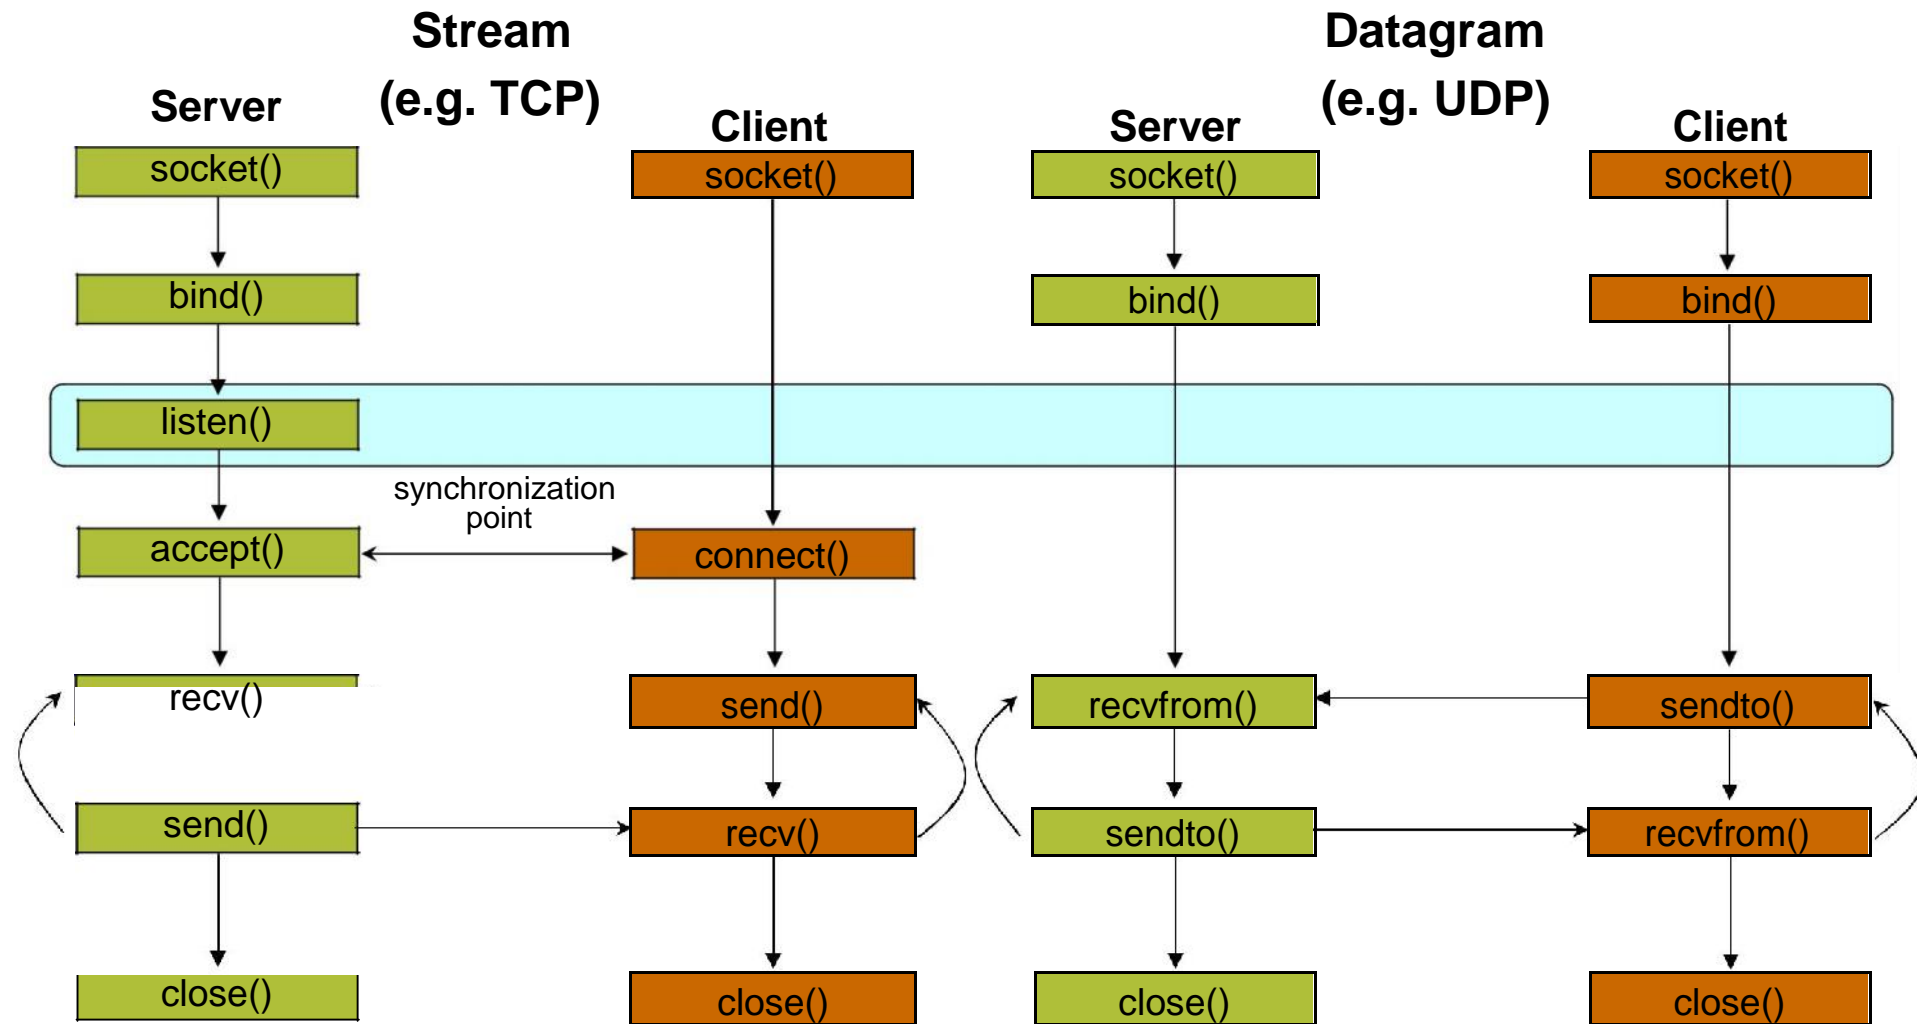 Stream
(e.g. TCP)
Datagram
(e.g. UDP)
Server
Client
Server
Client
socket()
socket()
socket()
socket()
bind()
bind()
bind()
listen()
synchronization
point
accept()
connect()
recv()
send()
recvfrom()
sendto()
send()
recv()
sendto()
recvfrom()
close()
close()
close()
close()